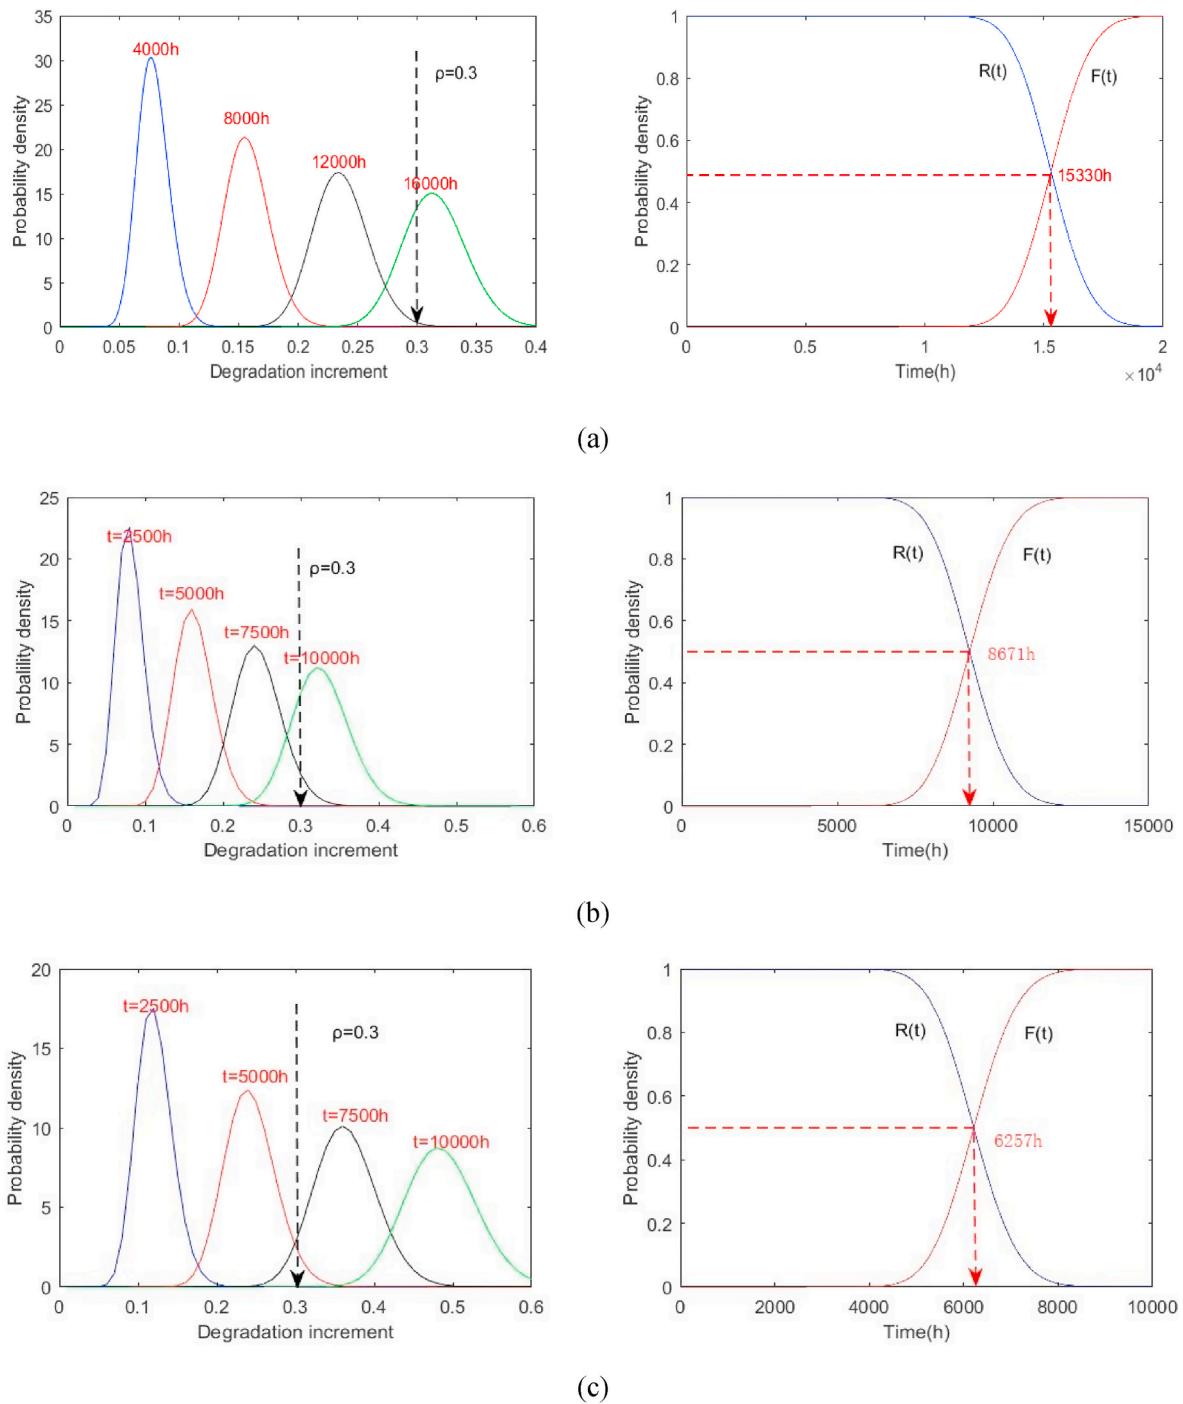 35
30
25
20
15
10
5
0
Probability density
4000h
8000h
12000h
16000h
ρ=0.3
0 0.05 0.1 0.15 0.2 0.25 0.3 0.35 0.4
Degradation increment
1
0.8
0.6
0.4
0.2
0
Probability density
R(t)
F(t)
15330h
0 0.5 1 1.5 2
Time(h)
×10⁴
(a)
25
20
15
10
5
0
Probalility density
t=2500h
t=5000h
t=7500h
t=10000h
ρ=0.3
0 0.1 0.2 0.3 0.4 0.5 0.6
Degradation increment
1
0.8
0.6
0.4
0.2
0
Probalility density
R(t)
F(t)
8671h
0 5000 10000 15000
Time(h)
(b)
20
15
10
5
0
Probability density
t=2500h
t=5000h
t=7500h
t=10000h
ρ=0.3
0 0.1 0.2 0.3 0.4 0.5 0.6
Degradation increment
1
0.8
0.6
0.4
0.2
0
Probability density
R(t)
F(t)
6257h
0 2000 4000 6000 8000 10000
Time(h)
(c)